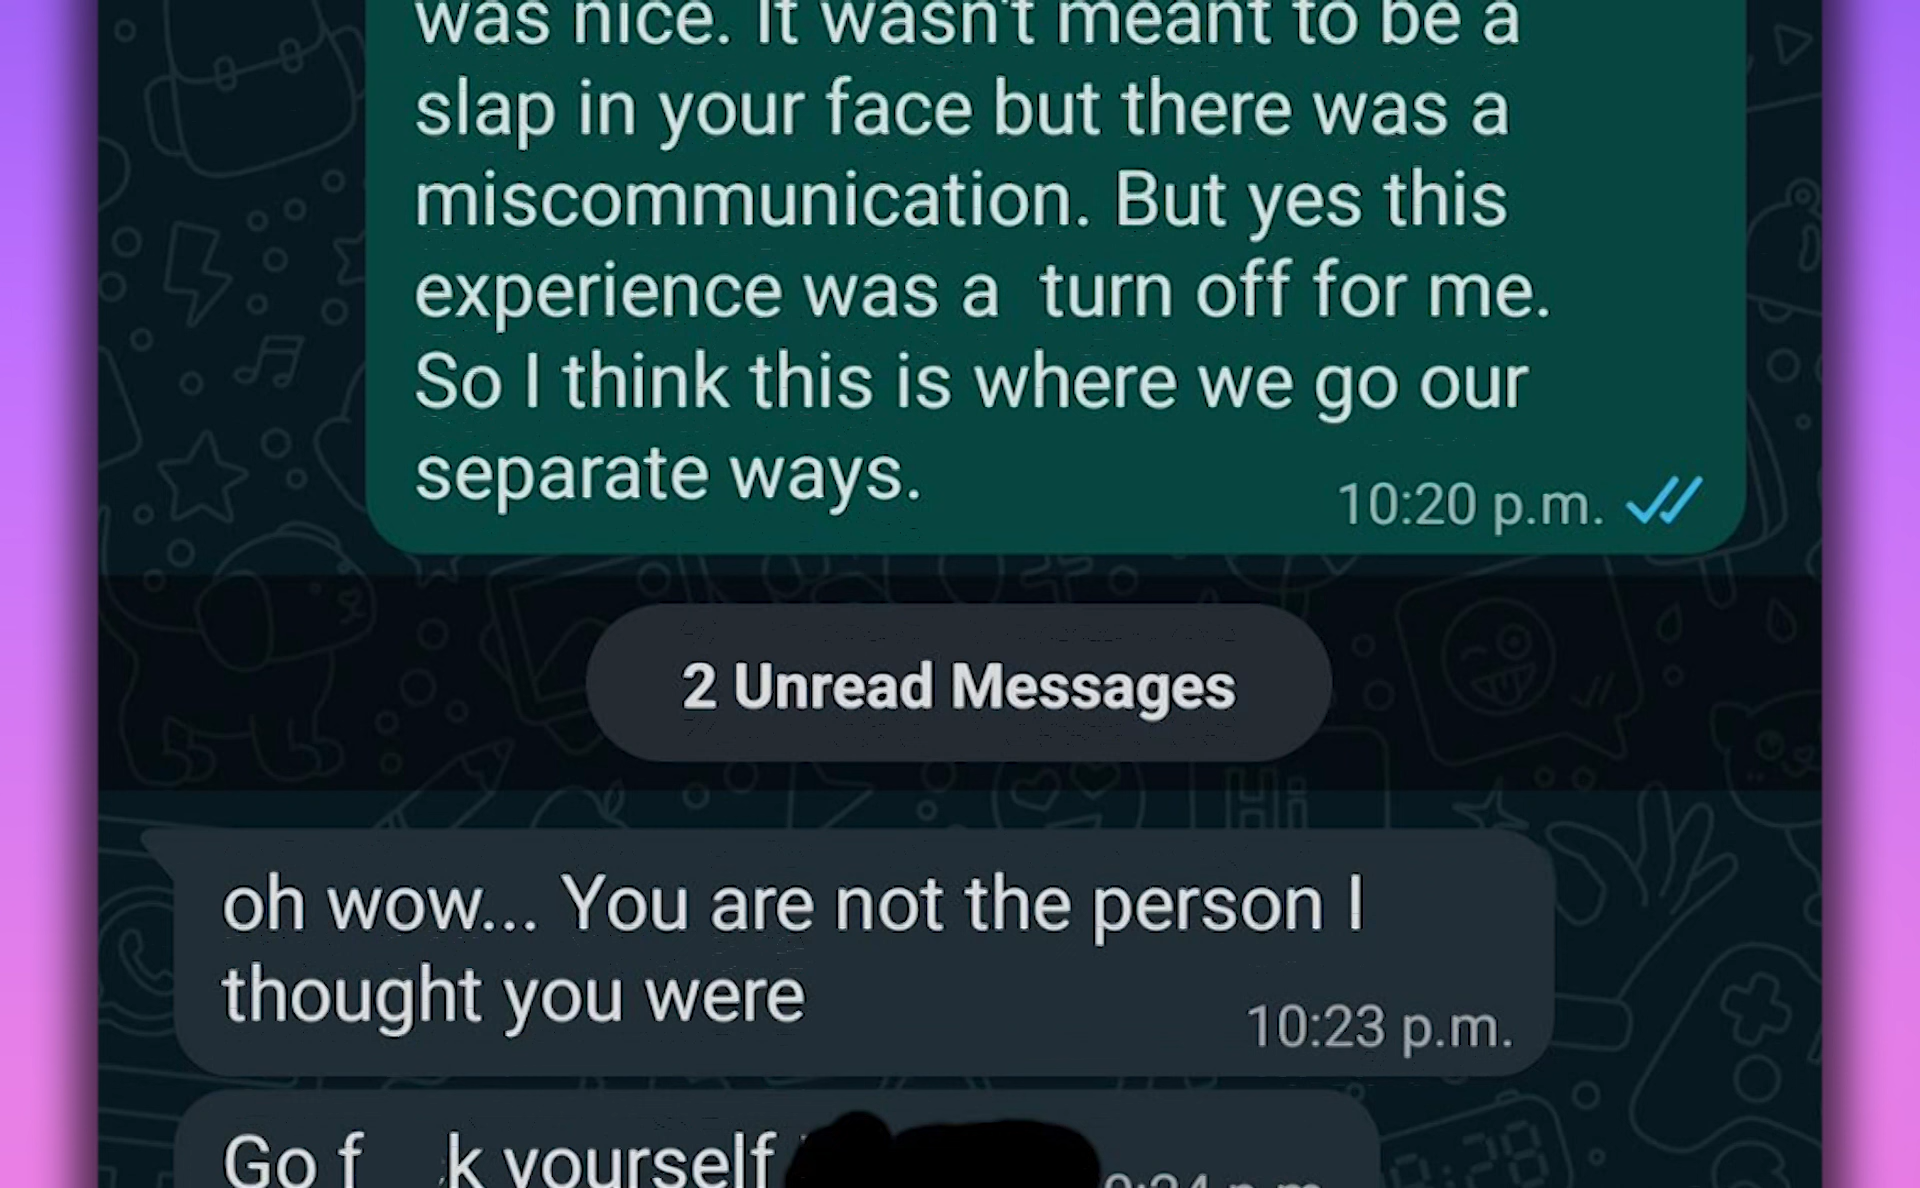 was nice. It wasn't meant to be a
slap in your face but there was a
miscommunication. But yes this
experience was a  turn off for me.
So I think this is where we go our
separate ways.
10:20 p.m.
2 Unread Messages
oh wow... You are not the person I
thought you were
10:23 p.m.
Go f   k yourself